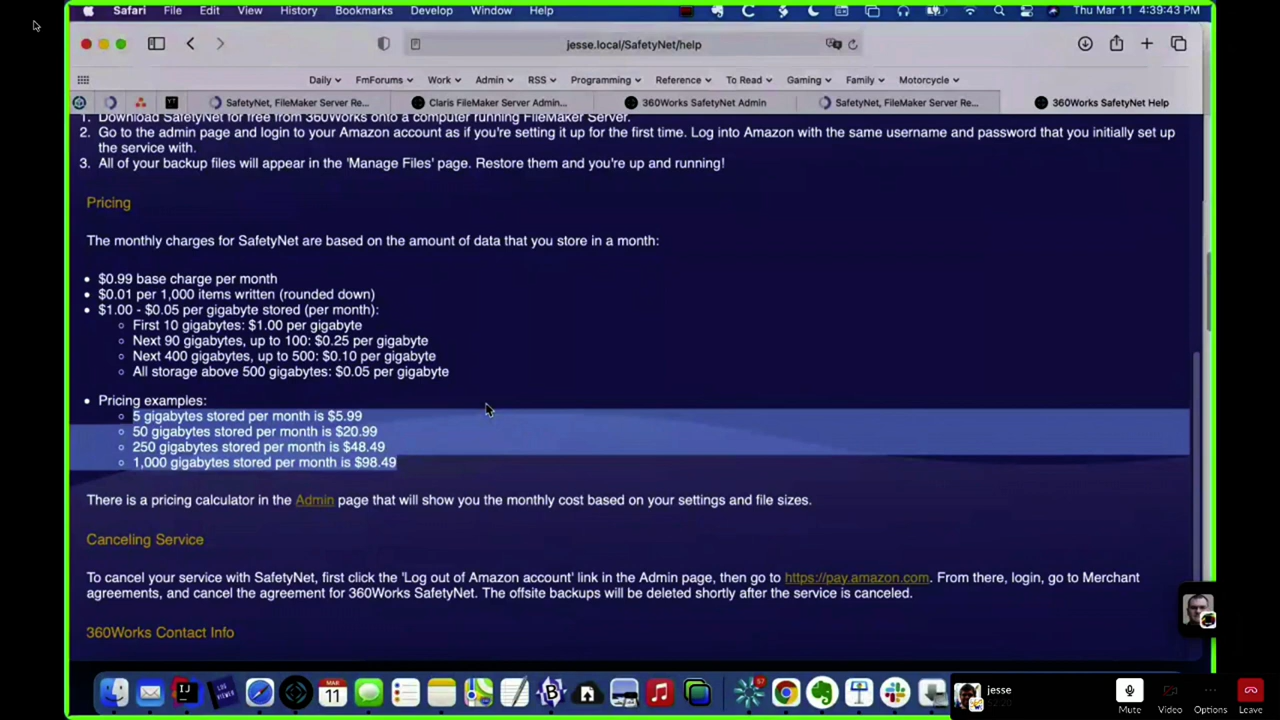 Safari File Edit View History Bookmarks Develop Window Help Thu Mar 11 4:39:43 PM
jesse.local/SafetyNet/help
Daily FmForums Work Admin RSS Programming Reference To Read Gaming Family Motorcycle
SafetyNet, FileMaker Server Re... Claris FileMaker Server Admin... 360Works SafetyNet Admin SafetyNet, FileMaker Server Re... 360Works SafetyNet Help
1. Download SafetyNet for free from 360Works onto a computer running FileMaker Server.
2. Go to the admin page and login to your Amazon account as if you're setting it up for the first time. Log into Amazon with the same username and password that you initially set up
the service with.
3. All of your backup files will appear in the 'Manage Files' page. Restore them and you're up and running!
Pricing
The monthly charges for SafetyNet are based on the amount of data that you store in a month:
• $0.99 base charge per month
• $0.01 per 1,000 items written (rounded down)
• $1.00 - $0.05 per gigabyte stored (per month):
○ First 10 gigabytes: $1.00 per gigabyte
○ Next 90 gigabytes, up to 100: $0.25 per gigabyte
○ Next 400 gigabytes, up to 500: $0.10 per gigabyte
○ All storage above 500 gigabytes: $0.05 per gigabyte
• Pricing examples:
○ 5 gigabytes stored per month is $5.99
○ 50 gigabytes stored per month is $20.99
○ 250 gigabytes stored per month is $48.49
○ 1,000 gigabytes stored per month is $98.49
There is a pricing calculator in the Admin page that will show you the monthly cost based on your settings and file sizes.
Canceling Service
To cancel your service with SafetyNet, first click the 'Log out of Amazon account' link in the Admin page, then go to https://pay.amazon.com. From there, login, go to Merchant
agreements, and cancel the agreement for 360Works SafetyNet. The offsite backups will be deleted shortly after the service is canceled.
360Works Contact Info
MAR
11
57
jesse
Mute Video Options Leave